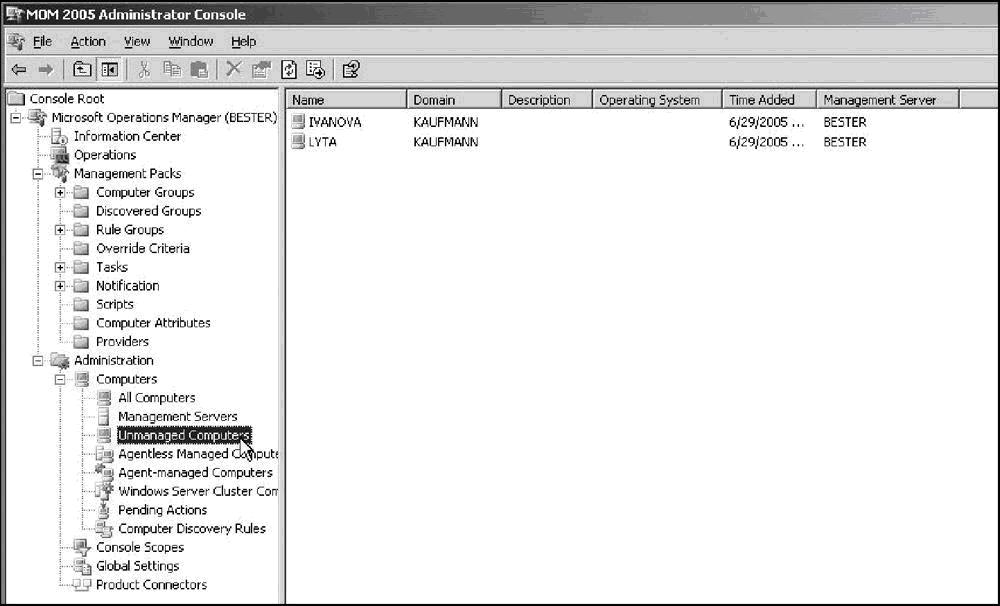 MOM 2005 Administrator Console
File Action View Window Help
Console Root
Microsoft Operations Manager (BESTER)
Information Center
Operations
Management Packs
Computer Groups
Discovered Groups
Rule Groups
Override Criteria
Tasks
Notification
Scripts
Computer Attributes
Providers
Administration
Computers
All Computers
Management Servers
Unmanaged Computers
Agentless Managed Compute
Agent-managed Computers
Windows Server Cluster Com
Pending Actions
Computer Discovery Rules
Console Scopes
Global Settings
Product Connectors
Name Domain Description Operating System Time Added Management Server
IVANOVA KAUFMANN 6/29/2005 ... BESTER
LYTA KAUFMANN 6/29/2005 ... BESTER